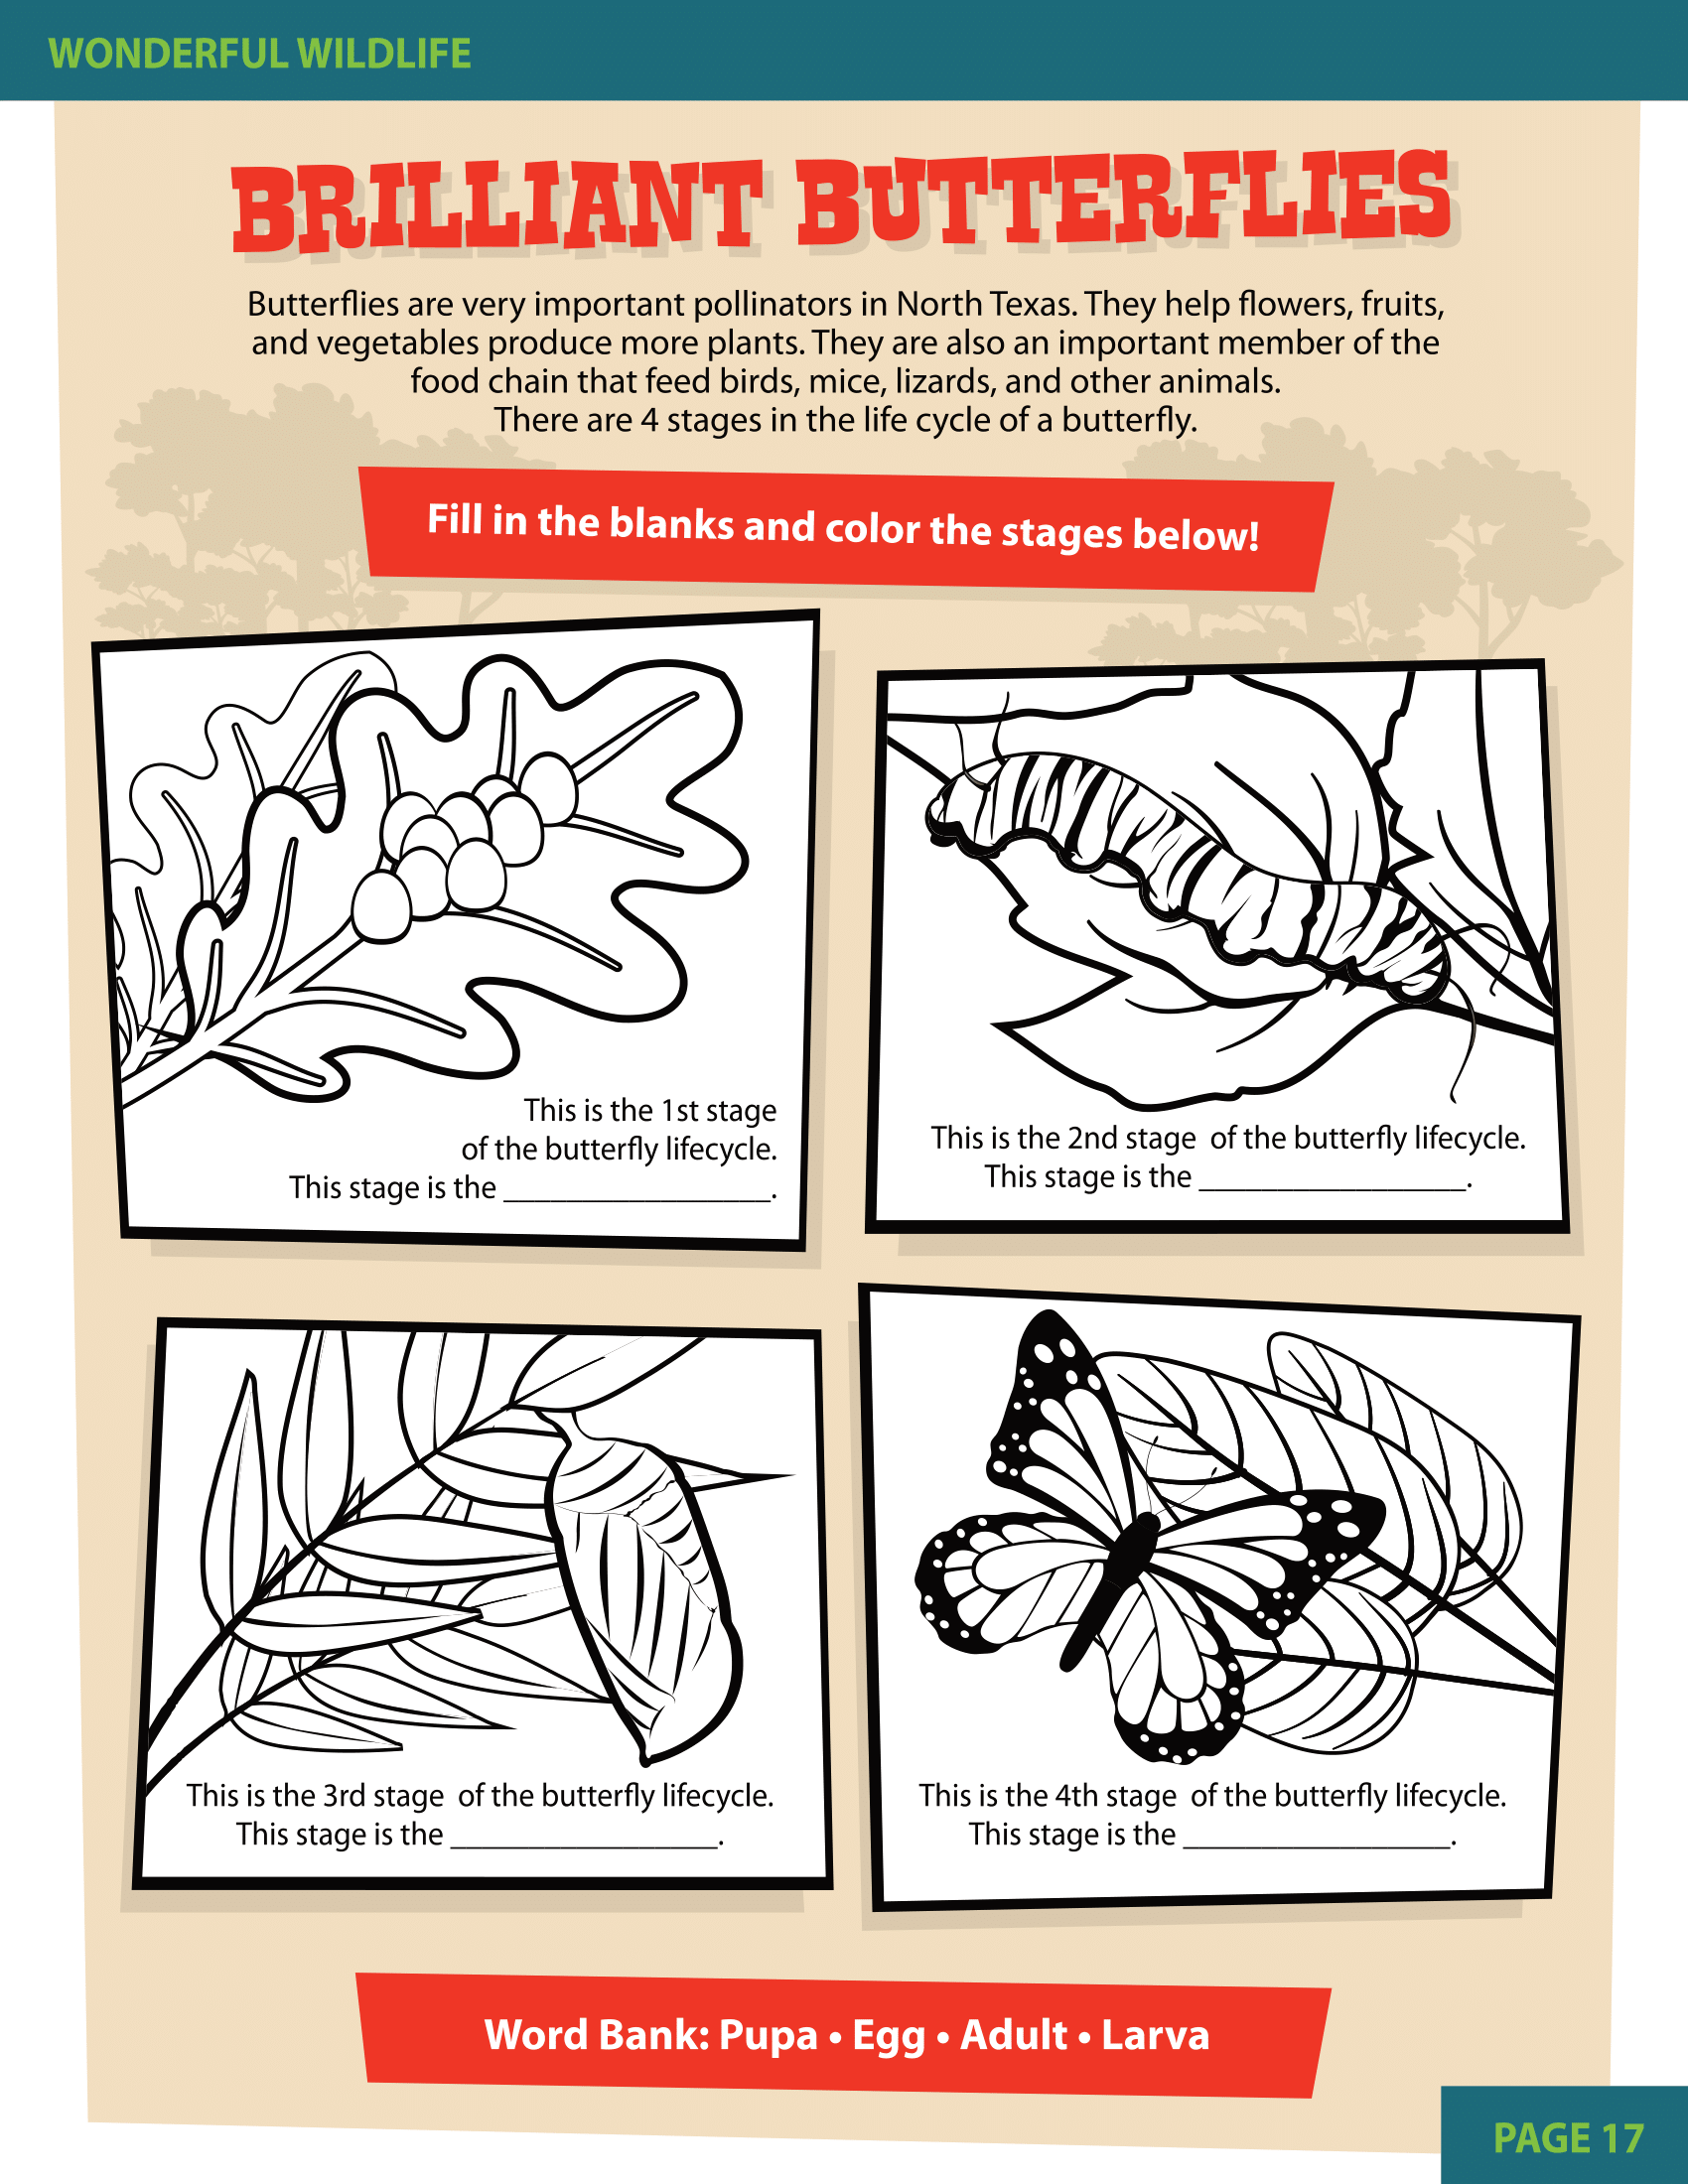 WONDERFUL WILDLIFE
BRILLIANT BUTTERFLIES
Butterflies are very important pollinators in North Texas. They help flowers, fruits,
and vegetables produce more plants. They are also an important member of the
food chain that feed birds, mice, lizards, and other animals.
There are 4 stages in the life cycle of a butterfly.
Fill in the blanks and color the stages below!
This is the 1st stage
of the butterfly lifecycle.
This stage is the _________________.
This is the 2nd stage  of the butterfly lifecycle.
This stage is the _________________.
This is the 3rd stage  of the butterfly lifecycle.
This stage is the _________________.
This is the 4th stage  of the butterfly lifecycle.
This stage is the _________________.
Word Bank: Pupa • Egg • Adult • Larva
PAGE 17